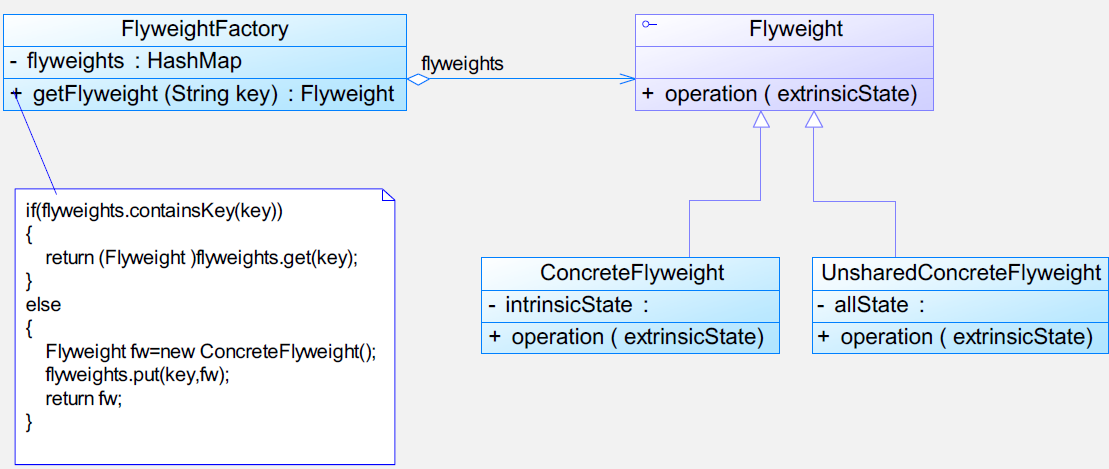 FlyweightFactory
- flyweights : HashMap
+ getFlyweight (String key) : Flyweight
flyweights
Flyweight
+ operation ( extrinsicState)
if(flyweights.containsKey(key))
{
return (Flyweight )flyweights.get(key);
}
else
{
Flyweight fw=new ConcreteFlyweight();
flyweights.put(key,fw);
return fw;
}
ConcreteFlyweight
- intrinsicState :
+ operation ( extrinsicState)
UnsharedConcreteFlyweight
- allState :
+ operation ( extrinsicState)